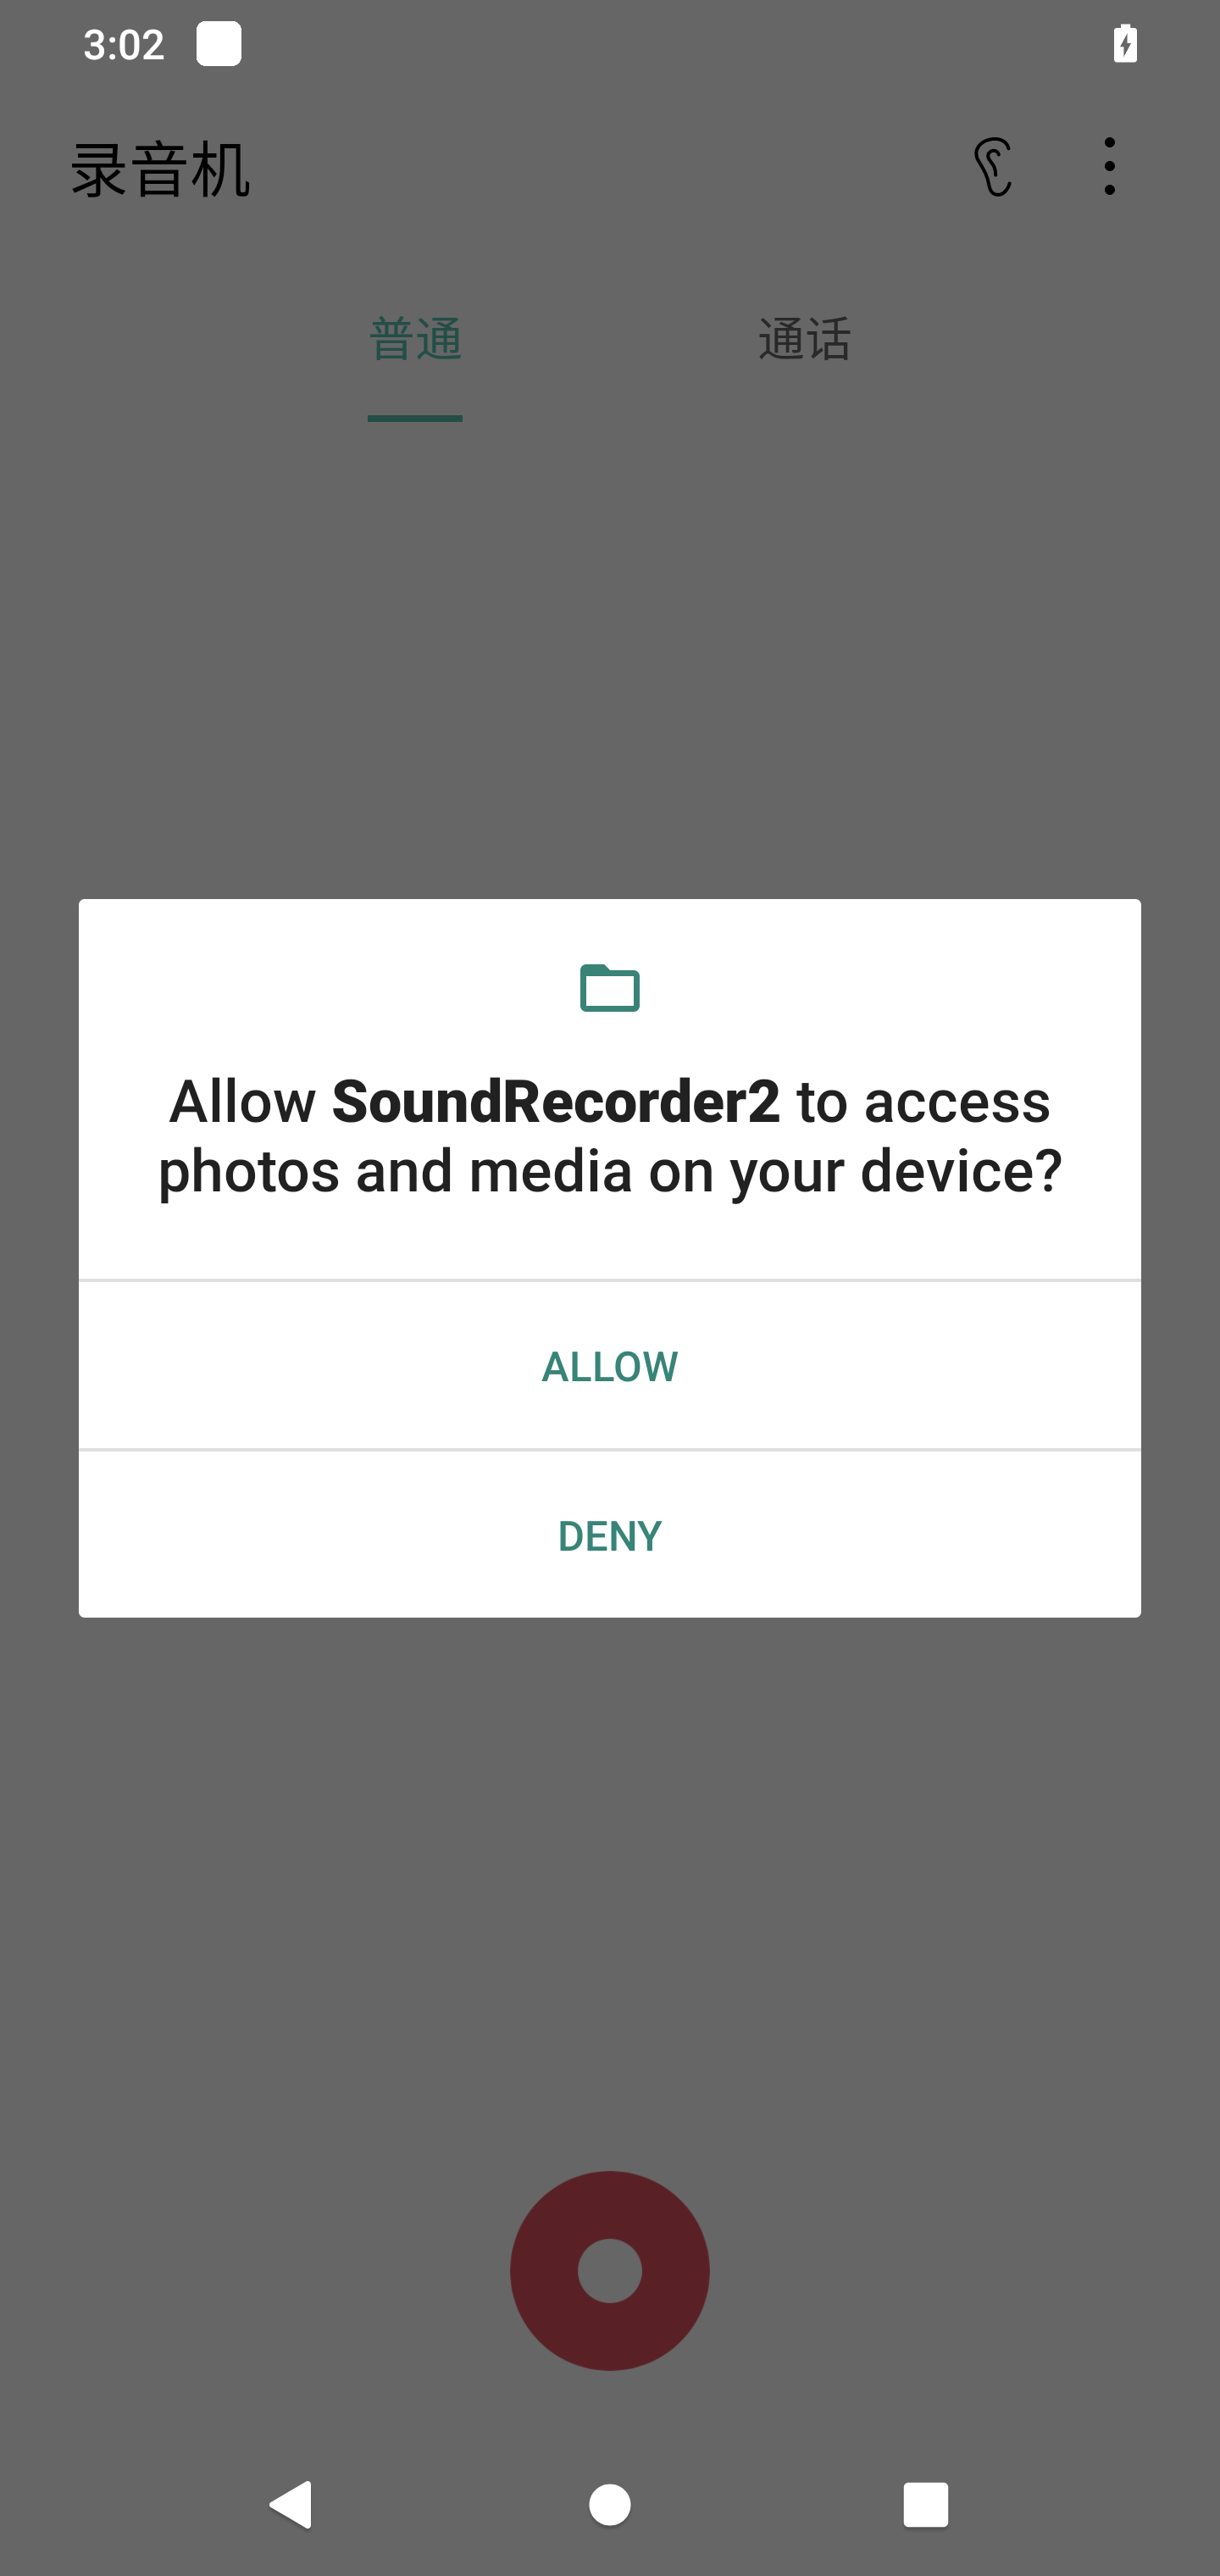 3:02
录音机
普通 通话
Allow SoundRecorder2 to access
photos and media on your device?
ALLOW
DENY